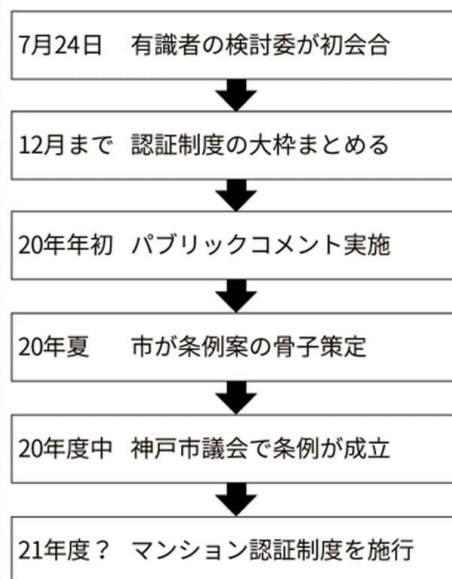 7月24日 有識者の検討委が初会合
12月まで 認証制度の大枠まとめる
20年年初 パブリックコメント実施
20年夏 市が条例案の骨子策定
20年度中 神戸市議会で条例が成立
21年度？ マンション認証制度を施行